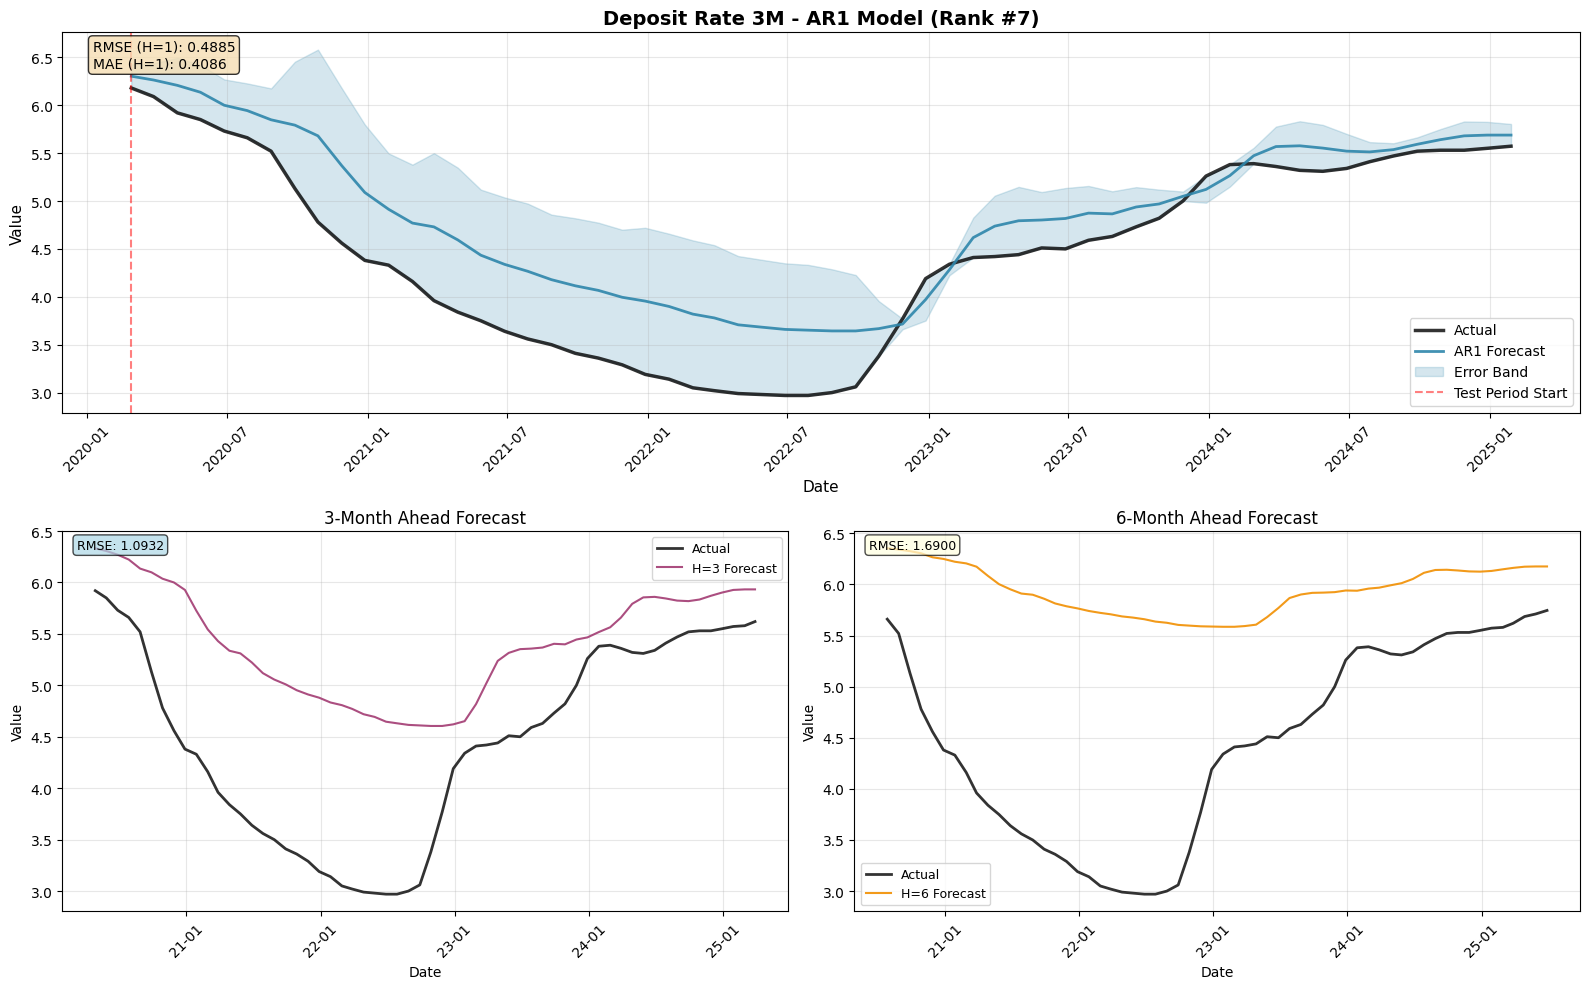 Deposit Rate 3M - AR1 Model (Rank #7)
RMSE (H=1): 0.4885
MAE (H=1): 0.4086
Value
6.5
6.0
5.5
5.0
4.5
4.0
3.5
3.0
Actual
AR1 Forecast
Error Band
Test Period Start
2020-01
2020-07
2021-01
2021-07
2022-01
2022-07
2023-01
2023-07
2024-01
2024-07
2025-01
Date
3-Month Ahead Forecast
RMSE: 1.0932
Actual
H=3 Forecast
Value
6.5
6.0
5.5
5.0
4.5
4.0
3.5
3.0
21-01
22-01
23-01
24-01
25-01
Date
6-Month Ahead Forecast
RMSE: 1.6900
Value
6.5
6.0
5.5
5.0
4.5
4.0
3.5
3.0
Actual
H=6 Forecast
21-01
22-01
23-01
24-01
25-01
Date